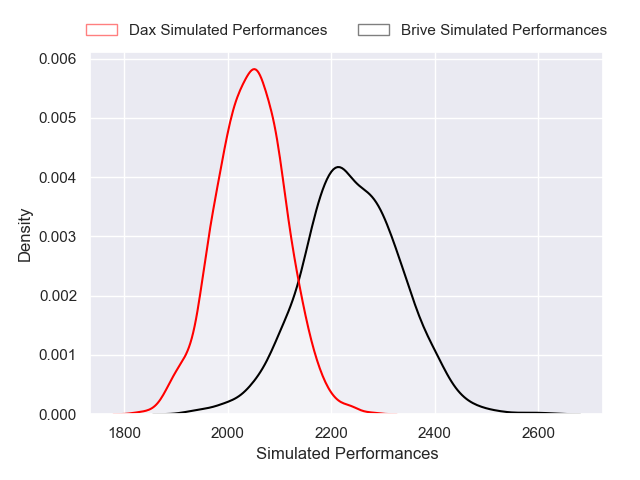 Dax Simulated Performances Brive Simulated Performances
0.006
0.005
0.004
0.003
0.002
0.001
0.000
Density
1800 2000 2200 2400 2600
Simulated Performances